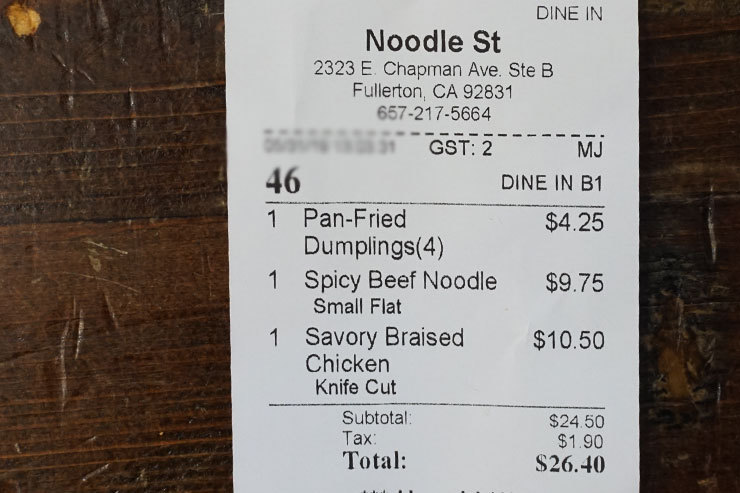 DINE IN
Noodle St
2323 E. Chapman Ave. Ste B
Fullerton, CA 92831
657-217-5664
GST: 2 MJ
46 DINE IN B1
1 Pan-Fried $4.25
Dumplings(4)
1 Spicy Beef Noodle $9.75
Small Flat
1 Savory Braised $10.50
Chicken
Knife Cut
Subtotal: $24.50
Tax: $1.90
Total: $26.40